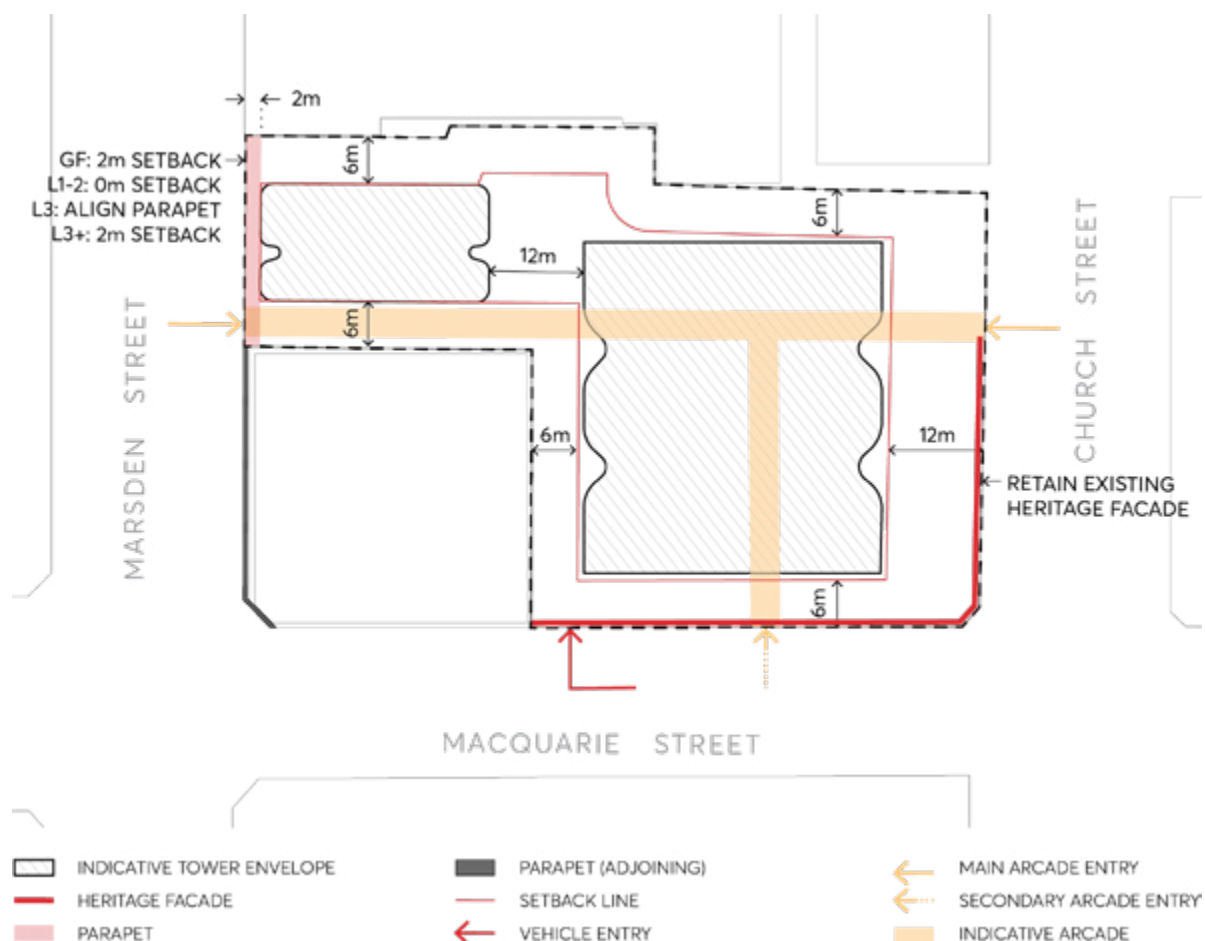 2m
GF: 2m SETBACK
L1-2: 0m SETBACK
L3: ALIGN PARAPET
L3+: 2m SETBACK
6m
6m
12m
6m
6m
12m
6m
MARSDEN STREET
CHURCH STREET
RETAIN EXISTING
HERITAGE FACADE
MACQUARIE STREET
INDICATIVE TOWER ENVELOPE
HERITAGE FACADE
PARAPET
PARAPET (ADJOINING)
SETBACK LINE
VEHICLE ENTRY
MAIN ARCADE ENTRY
SECONDARY ARCADE ENTRY
INDICATIVE ARCADE